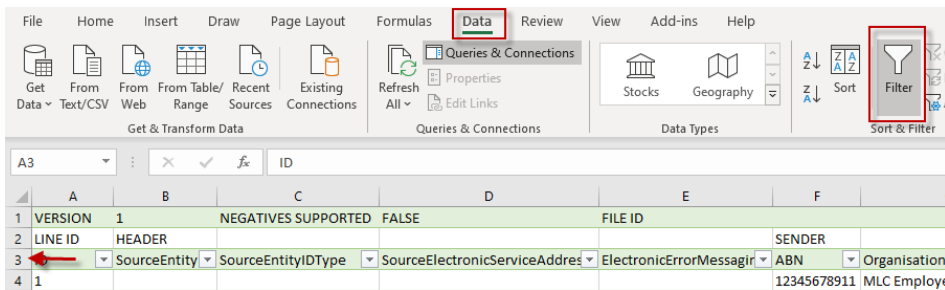 File Home Insert Draw Page Layout Formulas Data Review View Add-ins Help
Queries & Connections
Properties
Edit Links
Get Data
From Text/CSV
From Web
From Table/ Range
Recent Sources
Existing Connections
Refresh All
Stocks
Geography
Sort
Filter
Get & Transform Data
Queries & Connections
Data Types
Sort & Filter
A3 fx ID
A B C D E F
1 VERSION 1 NEGATIVES SUPPORTED FALSE FILE ID
2 LINE ID HEADER SENDER
3 SourceEntity SourceEntityIDType SourceElectronicServiceAddres ElectronicErrorMessagin ABN Organisation
4 1 12345678911 MLC Employe